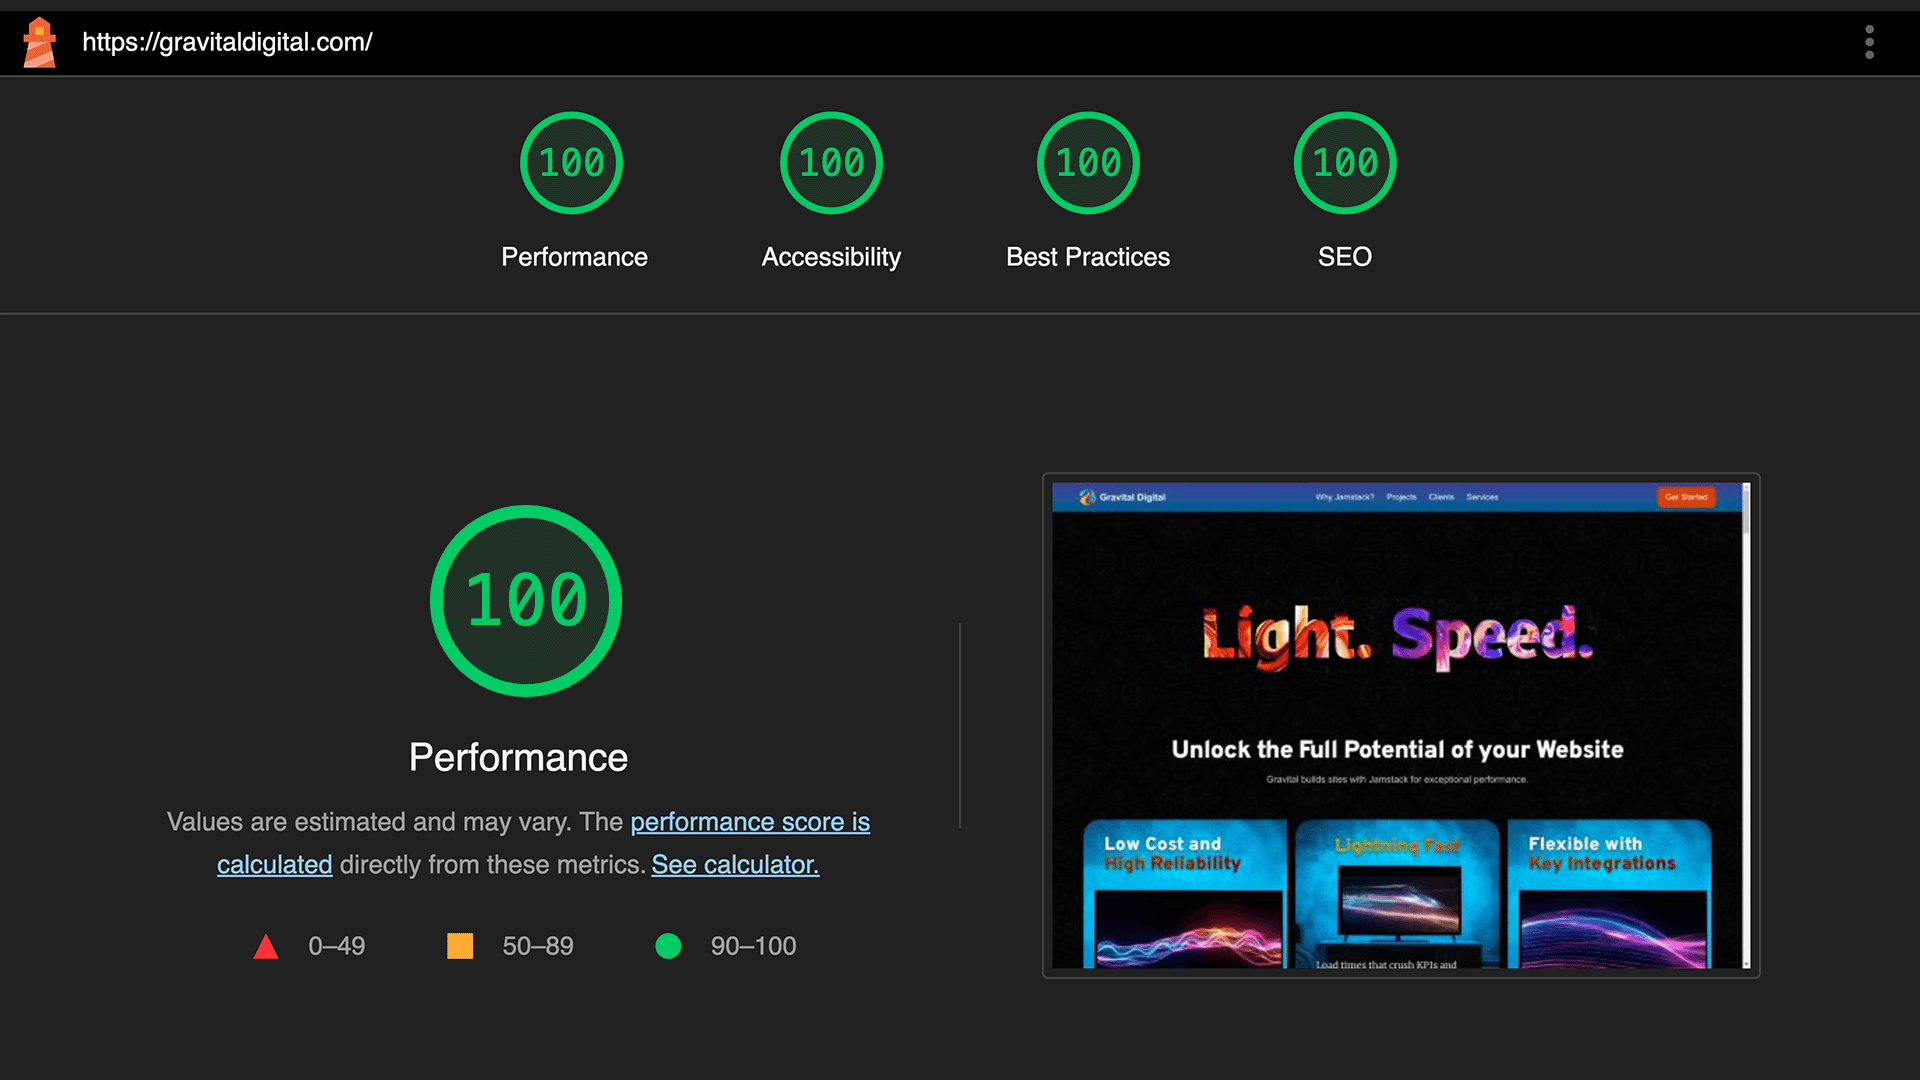 https://gravitaldigital.com/
100 100 100 100
Performance Accessibility Best Practices SEO
100
Performance
Values are estimated and may vary. The performance score is
calculated directly from these metrics. See calculator.
0–49 50–89 90–100
Gravital Digital Why Jamstack? Projects Clients Services Get Started
Light. Speed.
Unlock the Full Potential of your Website
Gravital builds sites with Jamstack for exceptional performance.
Low Cost and
High Reliability
Lightning Fast
Load times that crush KPIs and
Flexible with
Key Integrations